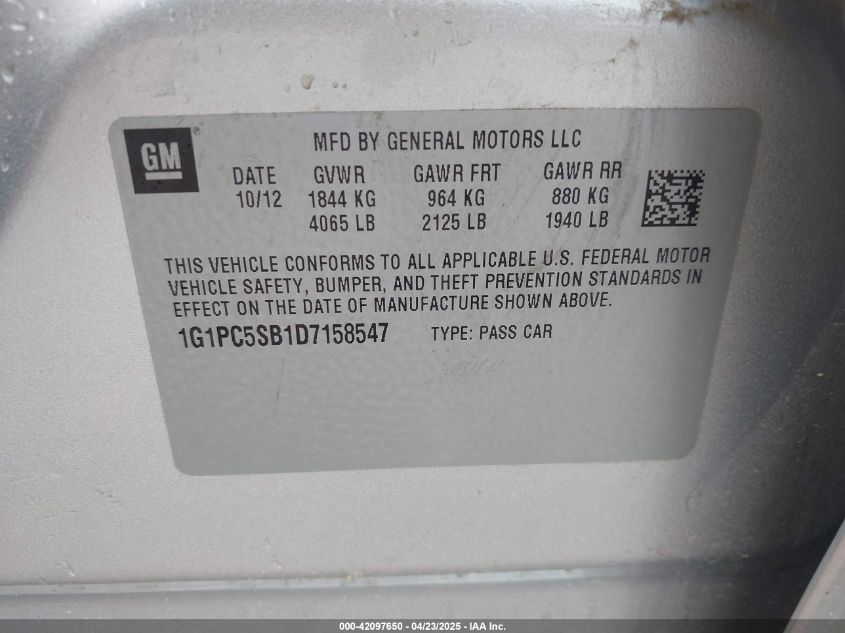 GM
MFD BY GENERAL MOTORS LLC
DATE GVWR GAWR FRT GAWR RR
10/12 1844 KG 964 KG 880 KG
4065 LB 2125 LB 1940 LB
THIS VEHICLE CONFORMS TO ALL APPLICABLE U.S. FEDERAL MOTOR
VEHICLE SAFETY, BUMPER, AND THEFT PREVENTION STANDARDS IN
EFFECT ON THE DATE OF MANUFACTURE SHOWN ABOVE.
1G1PC5SB1D7158547 TYPE: PASS CAR
000-42097650 - 04/23/2025 - IAA Inc.